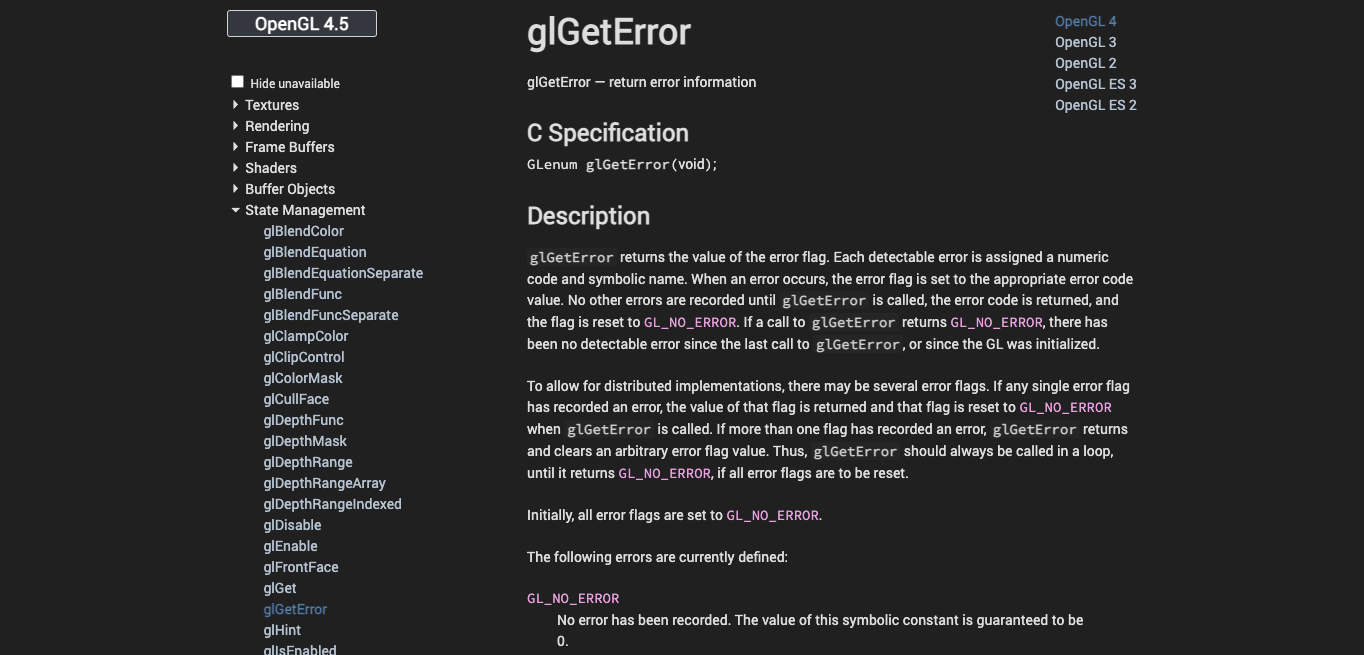 OpenGL 4.5
Hide unavailable
Textures
Rendering
Frame Buffers
Shaders
Buffer Objects
State Management
glBlendColor
glBlendEquation
glBlendEquationSeparate
glBlendFunc
glBlendFuncSeparate
glClampColor
glClipControl
glColorMask
glCullFace
glDepthFunc
glDepthMask
glDepthRange
glDepthRangeArray
glDepthRangeIndexed
glDisable
glEnable
glFrontFace
glGet
glGetError
glHint
glIsEnabled
glGetError
glGetError — return error information
C Specification
GLenum glGetError(void);
Description
glGetError returns the value of the error flag. Each detectable error is assigned a numeric
code and symbolic name. When an error occurs, the error flag is set to the appropriate error code
value. No other errors are recorded until glGetError is called, the error code is returned, and
the flag is reset to GL_NO_ERROR. If a call to glGetError returns GL_NO_ERROR, there has
been no detectable error since the last call to glGetError, or since the GL was initialized.
To allow for distributed implementations, there may be several error flags. If any single error flag
has recorded an error, the value of that flag is returned and that flag is reset to GL_NO_ERROR
when glGetError is called. If more than one flag has recorded an error, glGetError returns
and clears an arbitrary error flag value. Thus, glGetError should always be called in a loop,
until it returns GL_NO_ERROR, if all error flags are to be reset.
Initially, all error flags are set to GL_NO_ERROR.
The following errors are currently defined:
GL_NO_ERROR
No error has been recorded. The value of this symbolic constant is guaranteed to be
0.
OpenGL 4
OpenGL 3
OpenGL 2
OpenGL ES 3
OpenGL ES 2